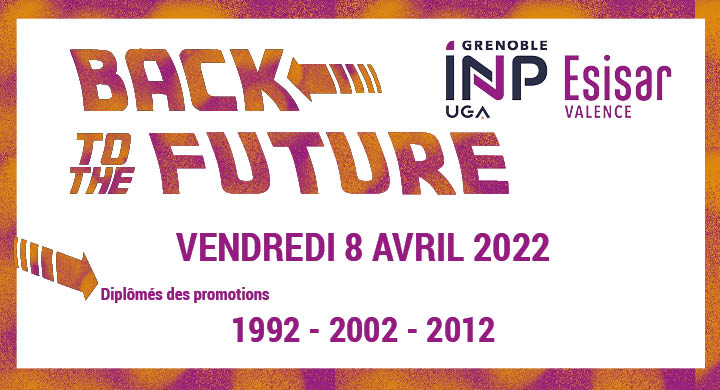 BACK
TO THE FUTURE
GRENOBLE
INP
UGA
Esisar
VALENCE
VENDREDI 8 AVRIL 2022
Diplômés des promotions
1992 - 2002 - 2012